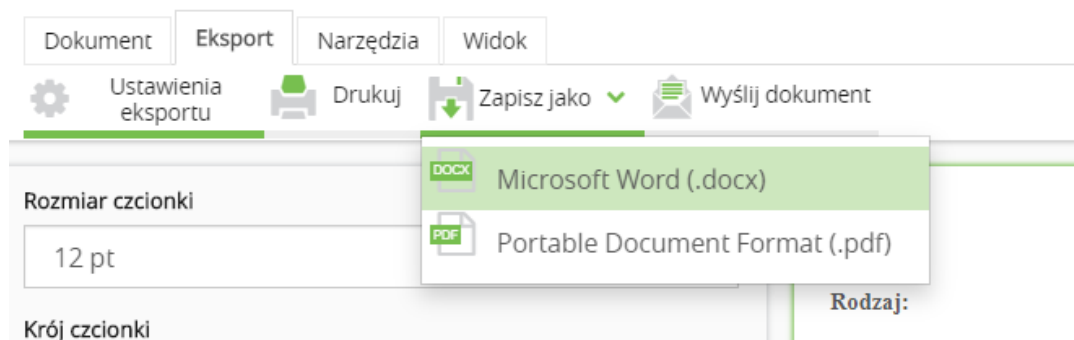 Dokument Eksport Narzędzia Widok
Ustawienia eksportu Drukuj Zapisz jako Wyślij dokument
DOCX Microsoft Word (.docx)
Rozmiar czcionki
PDF Portable Document Format (.pdf)
12 pt
Rodzaj:
Krój czcionki